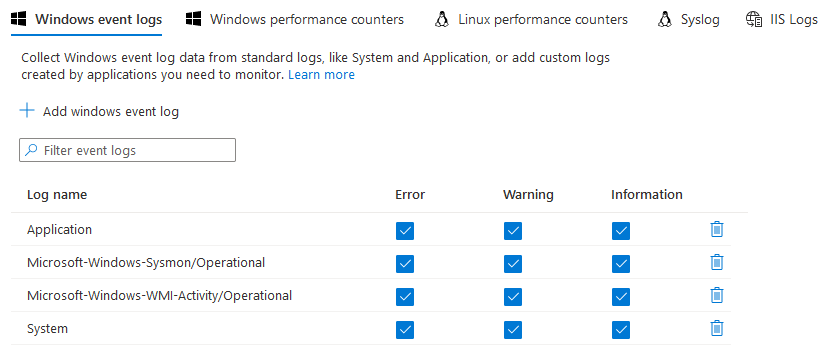 Windows event logs Windows performance counters Linux performance counters Syslog IIS Logs
Collect Windows event log data from standard logs, like System and Application, or add custom logs
created by applications you need to monitor. Learn more
Add windows event log
Filter event logs
Log name Error Warning Information
Application
Microsoft-Windows-Sysmon/Operational
Microsoft-Windows-WMI-Activity/Operational
System